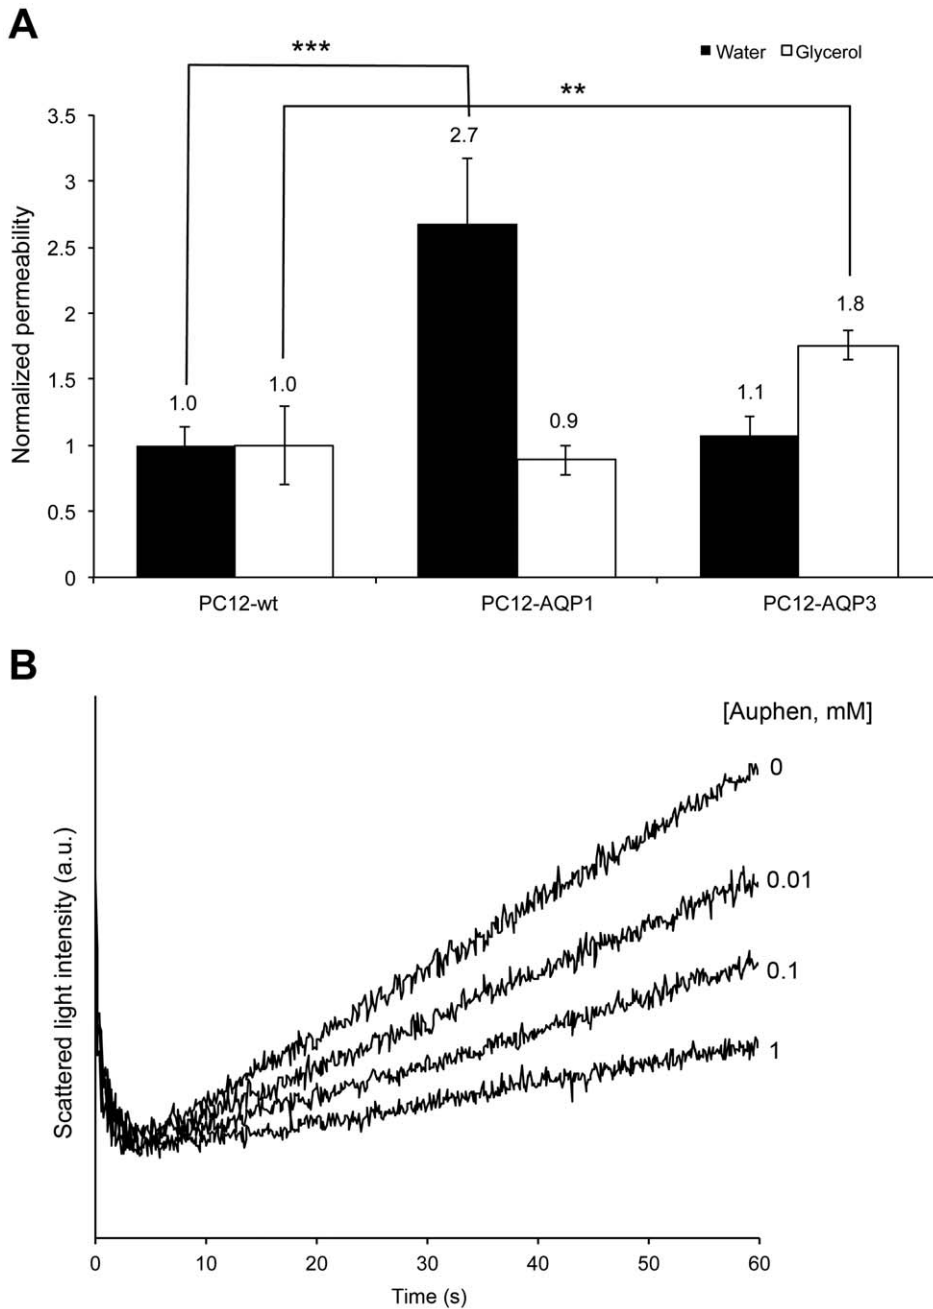 A
***
Water Glycerol
**
3.5
2.7
3
2.5
Normalized permeability
2
1.8
1.5
1.0
1.0
1.1
0.9
1
0.5
0
PC12-wt PC12-AQP1 PC12-AQP3
B
[Auphen, mM]
0
0.01
0.1
1
Scattered light intensity (a.u.)
0 10 20 30 40 50 60
Time (s)